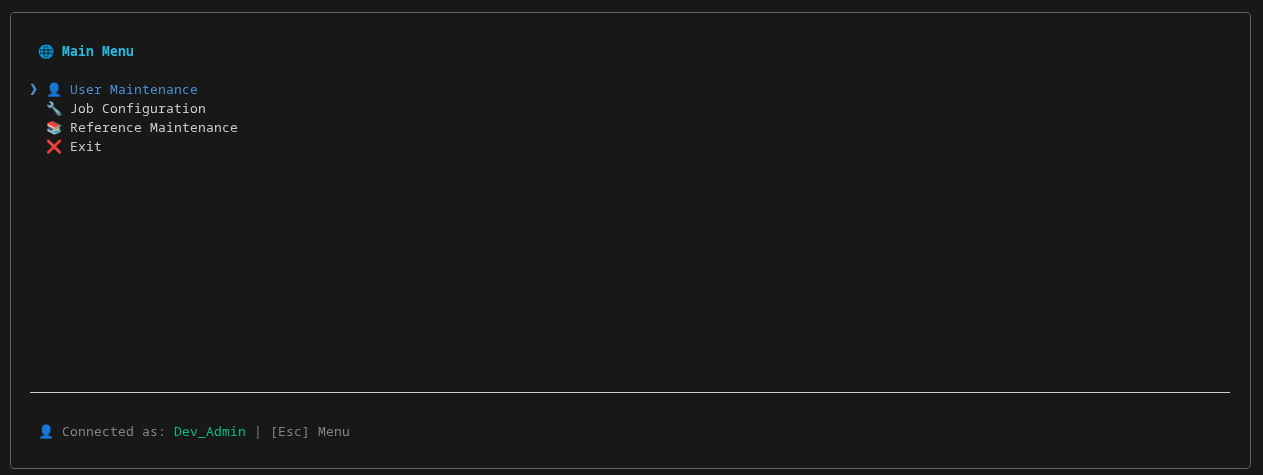 🌐 Main Menu
❯ 👤 User Maintenance
🔧 Job Configuration
📚 Reference Maintenance
❌ Exit
👤 Connected as: Dev_Admin | [Esc] Menu